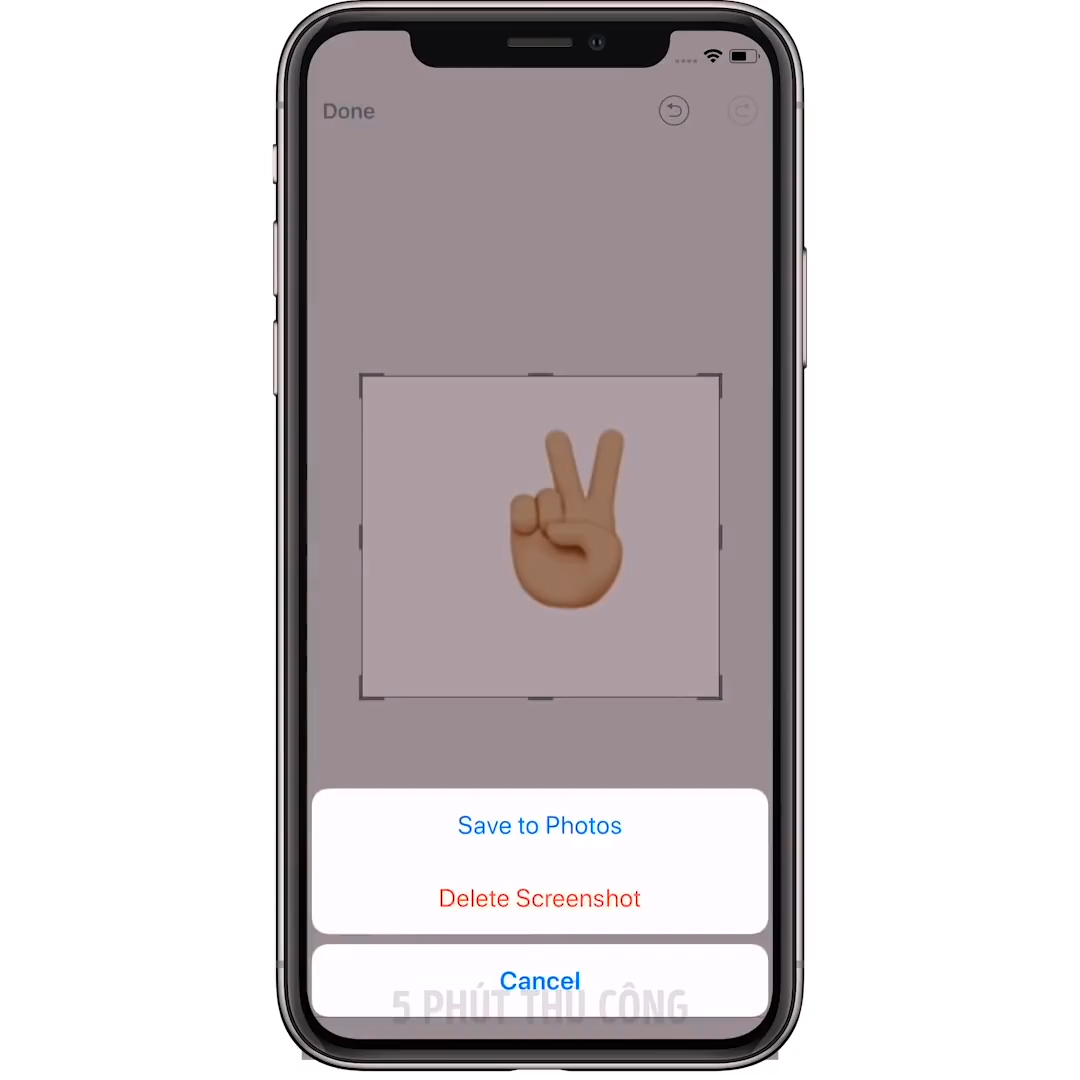 Done
Save to Photos
Delete Screenshot
Cancel
5 PHÚT THỦ CÔNG